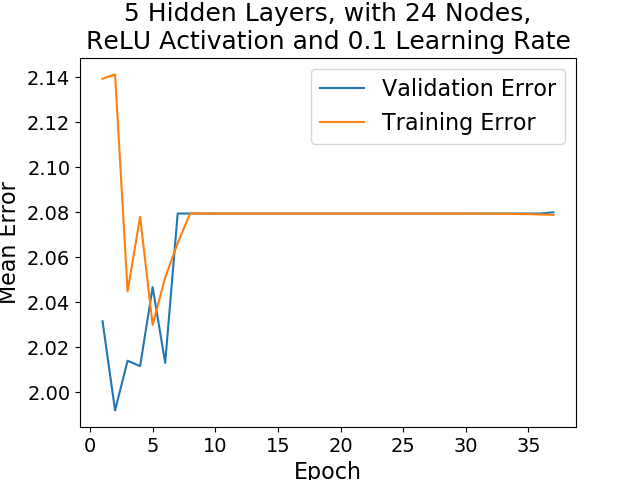 5 Hidden Layers, with 24 Nodes,
ReLU Activation and 0.1 Learning Rate
Validation Error
Training Error
2.14
2.12
2.10
2.08
2.06
2.04
2.02
2.00
Mean Error
0 5 10 15 20 25 30 35
Epoch